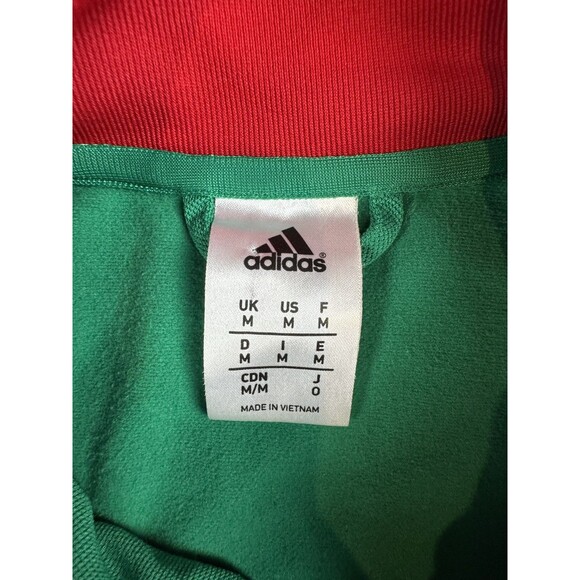 adidas®
UK US F
M M M
D I E
M M M
CDN J
M/M O
MADE IN VIETNAM